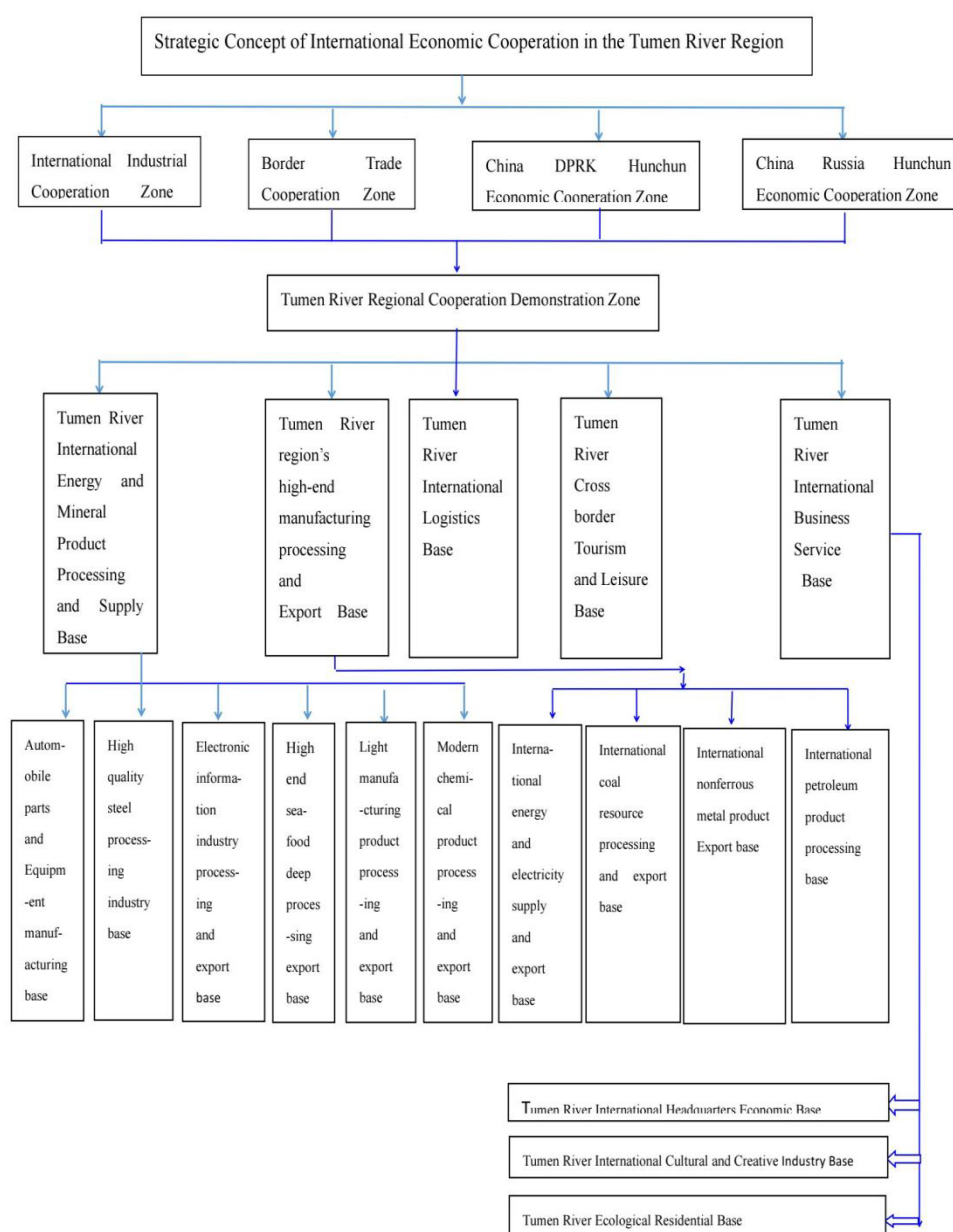 Strategic Concept of International Economic Cooperation in the Tumen River Region
International Industrial
Cooperation Zone
Border Trade
Cooperation Zone
China DPRK Hunchun
Economic Cooperation Zone
China Russia Hunchun
Economic Cooperation Zone
Tumen River Regional Cooperation Demonstration Zone
Tumen River
International
Energy and
Mineral
Product
Processing
and Supply
Base
Tumen River
region's
high-end
manufacturing
processing
and
Export Base
Tumen
River
International
Logistics
Base
Tumen
River
Cross
border
Tourism
and Leisure
Base
Tumen
River
International
Business
Service
Base
Autom-
obile
parts
and
Equipm
-ent
manuf-
acturing
base
High
quality
steel
process-
ing
industry
base
Electronic
informa-
tion
industry
process-
ing
and
export
base
High
end
sea-
food
deep
proces
-sing
export
base
Light
manufa
-cturing
product
process
-ing
and
export
base
Modern
chemi-
cal
product
process
-ing and
export
base
Interna-
tional
energy
and
electricity
supply
and
export
base
International
coal
resource
processing
and export
base
International
nonferrous
metal product
Export base
International
petroleum
product
processing
base
Tumen River International Headquarters Economic Base
Tumen River International Cultural and Creative Industry Base
Tumen River Ecological Residential Base